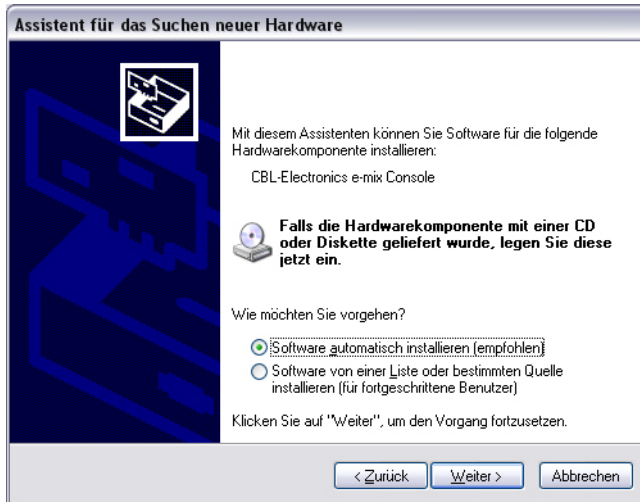 Assistent für das Suchen neuer Hardware
Mit diesem Assistenten können Sie Software für die folgende
Hardwarekomponente installieren:
CBL-Electronics e-mix Console
Falls die Hardwarekomponente mit einer CD
oder Diskette geliefert wurde, legen Sie diese
jetzt ein.
Wie möchten Sie vorgehen?
Software automatisch installieren (empfohlen)
Software von einer Liste oder bestimmten Quelle
installieren (für fortgeschrittene Benutzer)
Klicken Sie auf "Weiter", um den Vorgang fortzusetzen.
< Zurück Weiter > Abbrechen